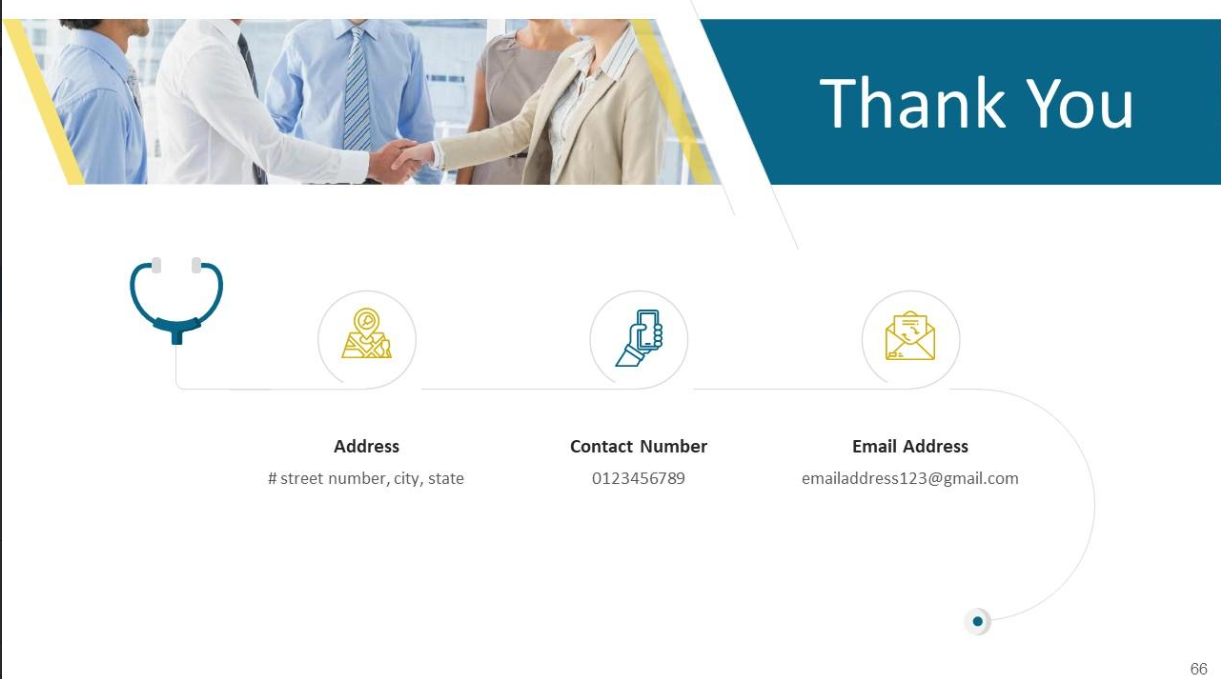 Thank You
Address
# street number, city, state
Contact Number
0123456789
Email Address
emailaddress123@gmail.com
66